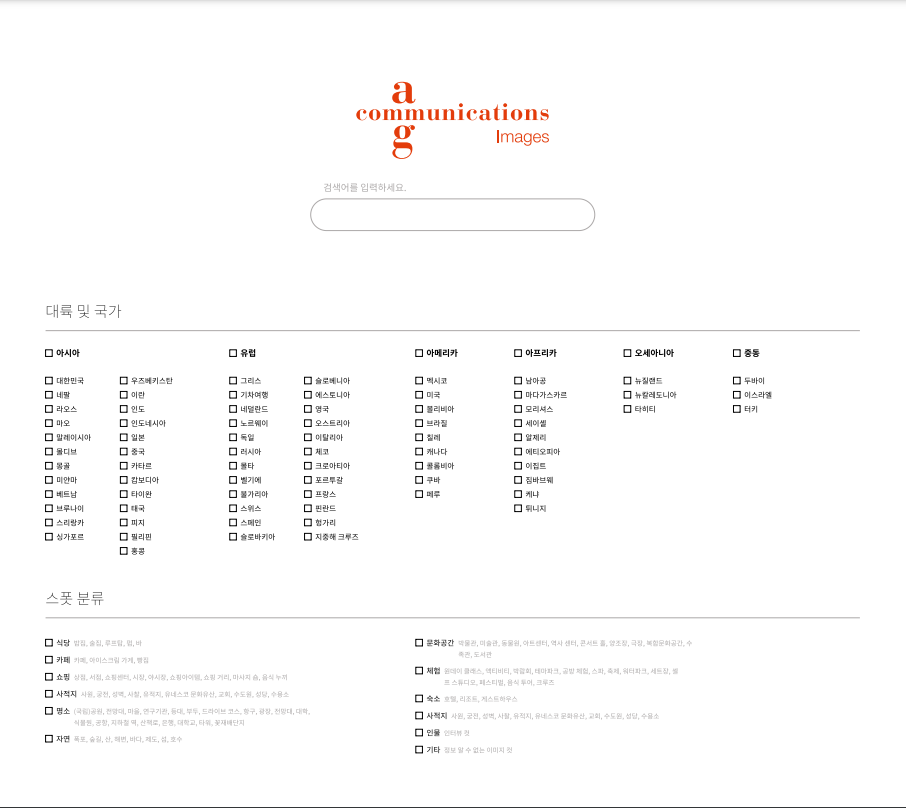 a
communications
g
Images
검색어를 입력하세요.
대륙 및 국가
아시아
대한민국
네팔
라오스
마오
말레이시아
몰디브
몽골
미얀마
베트남
브루나이
스리랑카
싱가포르
우즈베키스탄
이란
인도
인도네시아
일본
중국
카타르
캄보디아
타이완
태국
피지
필리핀
홍콩
유럽
그리스
기차여행
네덜란드
노르웨이
독일
러시아
몰타
벨기에
불가리아
스위스
스페인
슬로바키아
슬로베니아
에스토니아
영국
오스트리아
이탈리아
체코
크로아티아
포르투갈
프랑스
핀란드
헝가리
지중해 크루즈
아메리카
멕시코
미국
볼리비아
브라질
칠레
캐나다
콜롬비아
쿠바
페루
아프리카
남아공
마다가스카르
모리셔스
세이셸
알제리
에티오피아
이집트
짐바브웨
케냐
튀니지
오세아니아
뉴질랜드
뉴칼레도니아
타히티
중동
두바이
이스라엘
터키
스폿 분류
식당 밥집, 술집, 루프탑, 펍, 바
카페 카페, 아이스크림 가게, 빵집
쇼핑 상점, 서점, 쇼핑센터, 시장, 야시장, 쇼핑아이템, 쇼핑 거리, 마사지 숍, 음식 누끼
사적지 사원, 궁전, 성벽, 사찰, 유적지, 유네스코 문화유산, 교회, 수도원, 성당, 수용소
명소 (국립)공원, 전망대, 마을, 연구기관, 등대, 부두, 드라이브 코스, 항구, 광장, 전망대, 대학,
식물원, 공항, 지하철 역, 산책로, 은행, 대학교, 타워, 꽃재배단지
자연 폭포, 숲길, 산, 해변, 바다, 제도, 섬, 호수
문화공간 박물관, 미술관, 동물원, 아트센터, 역사 센터, 콘서트 홀, 양조장, 극장, 복합문화공간, 수
족관, 도서관
체험 원데이 클래스, 액티비티, 박람회, 테마파크, 공방 체험, 스파, 축제, 워터파크, 세트장, 셀
프 스튜디오, 페스티벌, 음식 투어, 크루즈
숙소 호텔, 리조트, 게스트하우스
사적지 사원, 궁전, 성벽, 사찰, 유적지, 유네스코 문화유산, 교회, 수도원, 성당, 수용소
인물 인터뷰 정
기타 정보 알 수 없는 이미지 컷